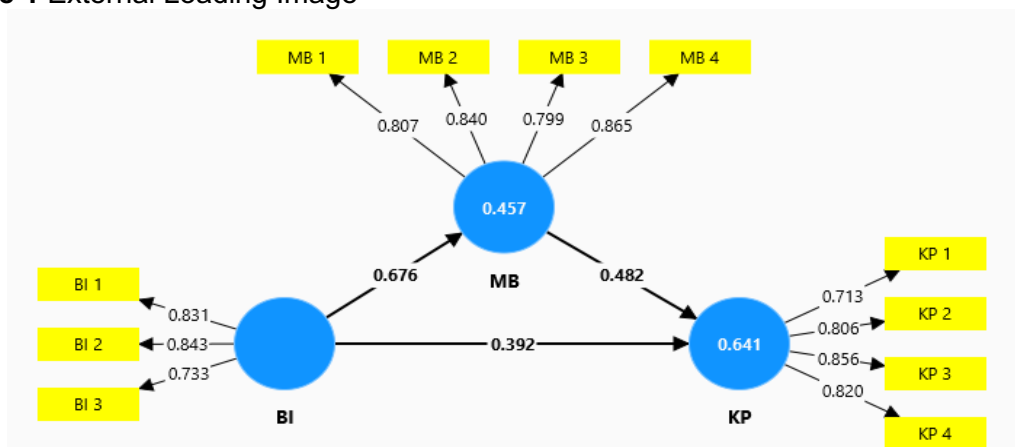 External Loading Image
MB 1 MB 2 MB 3 MB 4
0.807 0.840 0.799 0.865
0.457
MB
0.676 0.482
BI 1
BI 2
BI 3
0.831
0.843
0.733
BI
0.392
0.641
KP
0.713
0.806
0.856
0.820
KP 1
KP 2
KP 3
KP 4